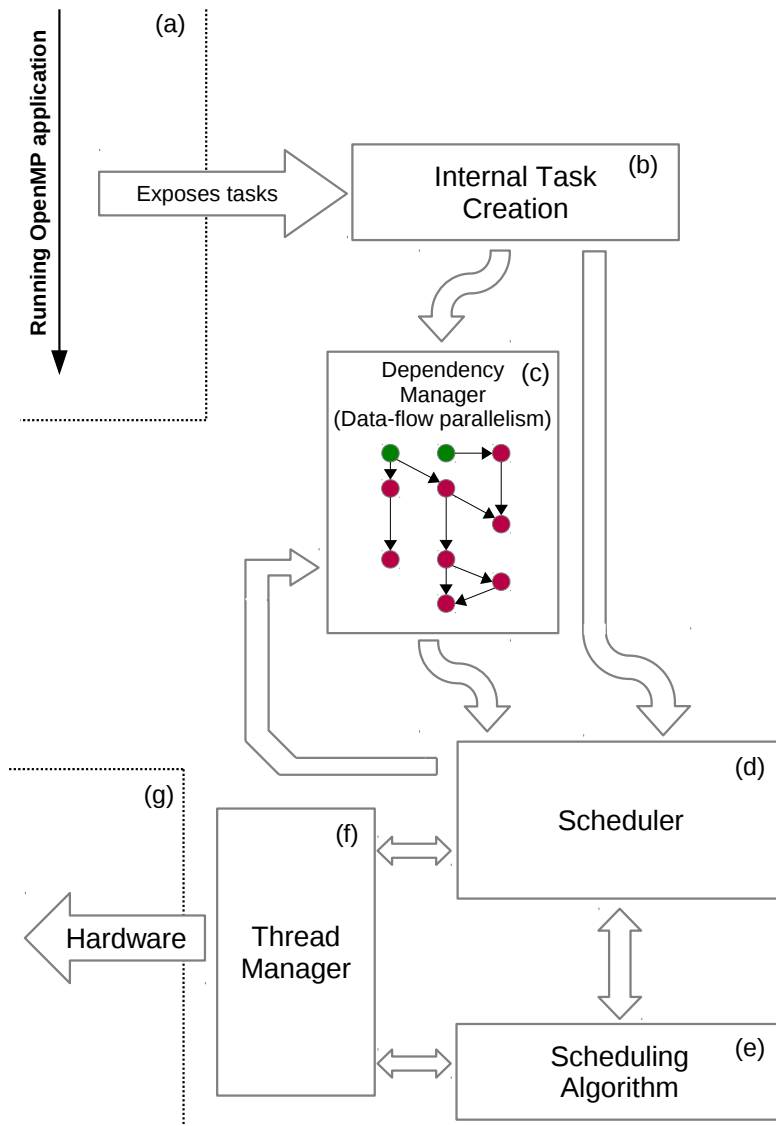 (a)
Running OpenMP application
Exposes tasks
(b)
Internal Task
Creation
(c)
Dependency
Manager
(Data-flow parallelism)
(d)
Scheduler
(g)
(f)
Hardware
Thread
Manager
(e)
Scheduling
Algorithm